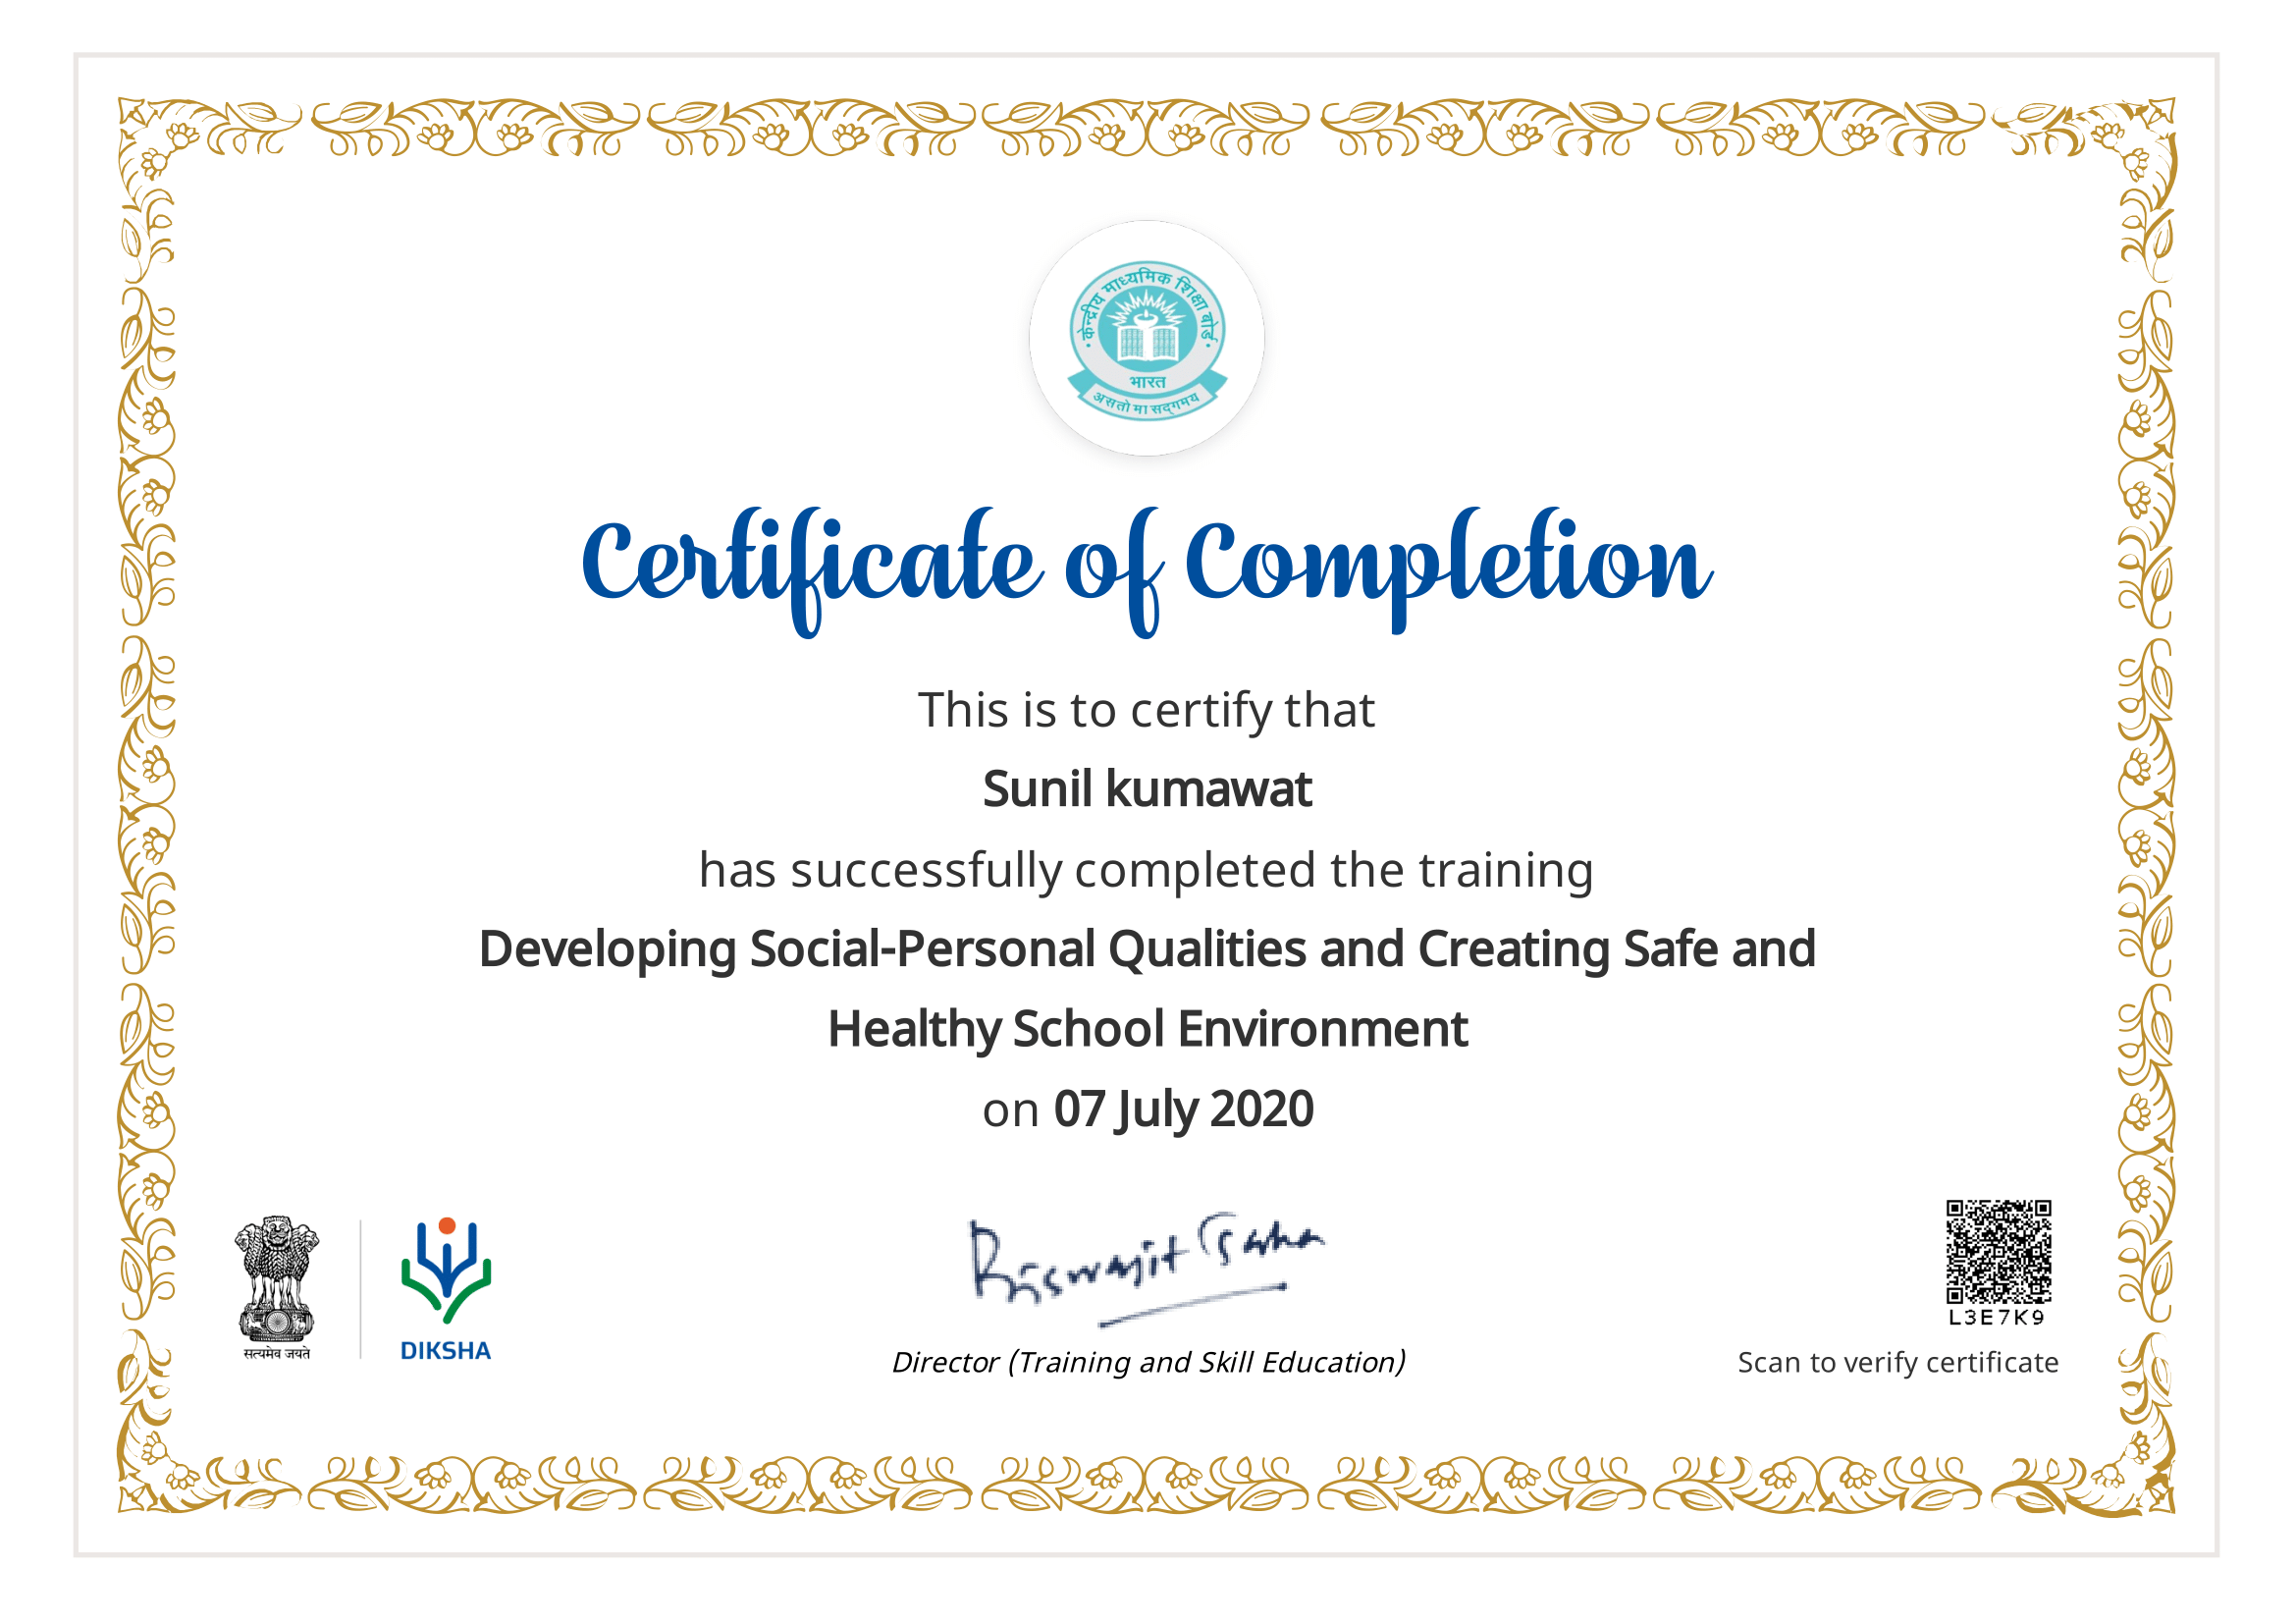 केन्द्रीय माध्यमिक शिक्षा बोर्ड
भारत
असतो मा सद्गमय
Certificate of Completion
This is to certify that
Sunil kumawat
has successfully completed the training
Developing Social-Personal Qualities and Creating Safe and
Healthy School Environment
on 07 July 2020
सत्यमेव जयते
DIKSHA
Biswajit Saha
Director (Training and Skill Education)
L3E7K9
Scan to verify certificate